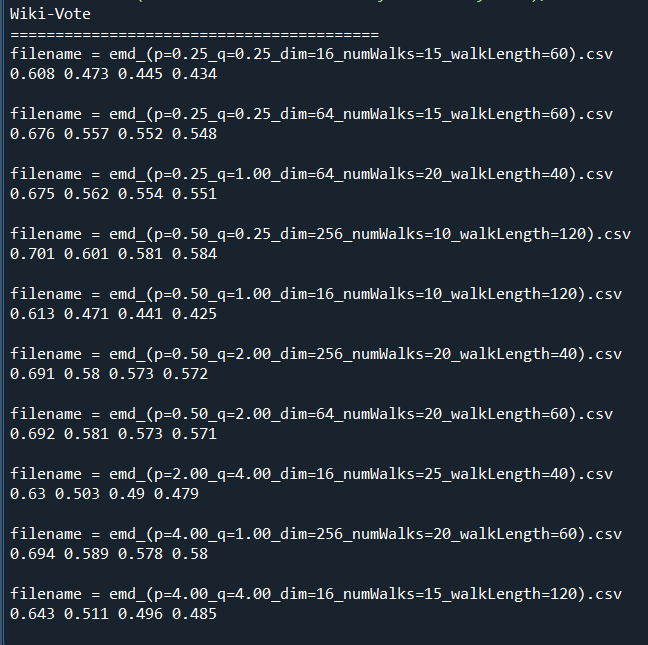 Wiki-Vote
=========================================
filename = emd_(p=0.25_q=0.25_dim=16_numWalks=15_walkLength=60).csv
0.608 0.473 0.445 0.434
filename = emd_(p=0.25_q=0.25_dim=64_numWalks=15_walkLength=60).csv
0.676 0.557 0.552 0.548
filename = emd_(p=0.25_q=1.00_dim=64_numWalks=20_walkLength=40).csv
0.675 0.562 0.554 0.551
filename = emd_(p=0.50_q=0.25_dim=256_numWalks=10_walkLength=120).csv
0.701 0.601 0.581 0.584
filename = emd_(p=0.50_q=1.00_dim=16_numWalks=10_walkLength=120).csv
0.613 0.471 0.441 0.425
filename = emd_(p=0.50_q=2.00_dim=256_numWalks=20_walkLength=40).csv
0.691 0.58 0.573 0.572
filename = emd_(p=0.50_q=2.00_dim=64_numWalks=20_walkLength=60).csv
0.692 0.581 0.573 0.571
filename = emd_(p=2.00_q=4.00_dim=16_numWalks=25_walkLength=40).csv
0.63 0.503 0.49 0.479
filename = emd_(p=4.00_q=1.00_dim=256_numWalks=20_walkLength=60).csv
0.694 0.589 0.578 0.58
filename = emd_(p=4.00_q=4.00_dim=16_numWalks=15_walkLength=120).csv
0.643 0.511 0.496 0.485